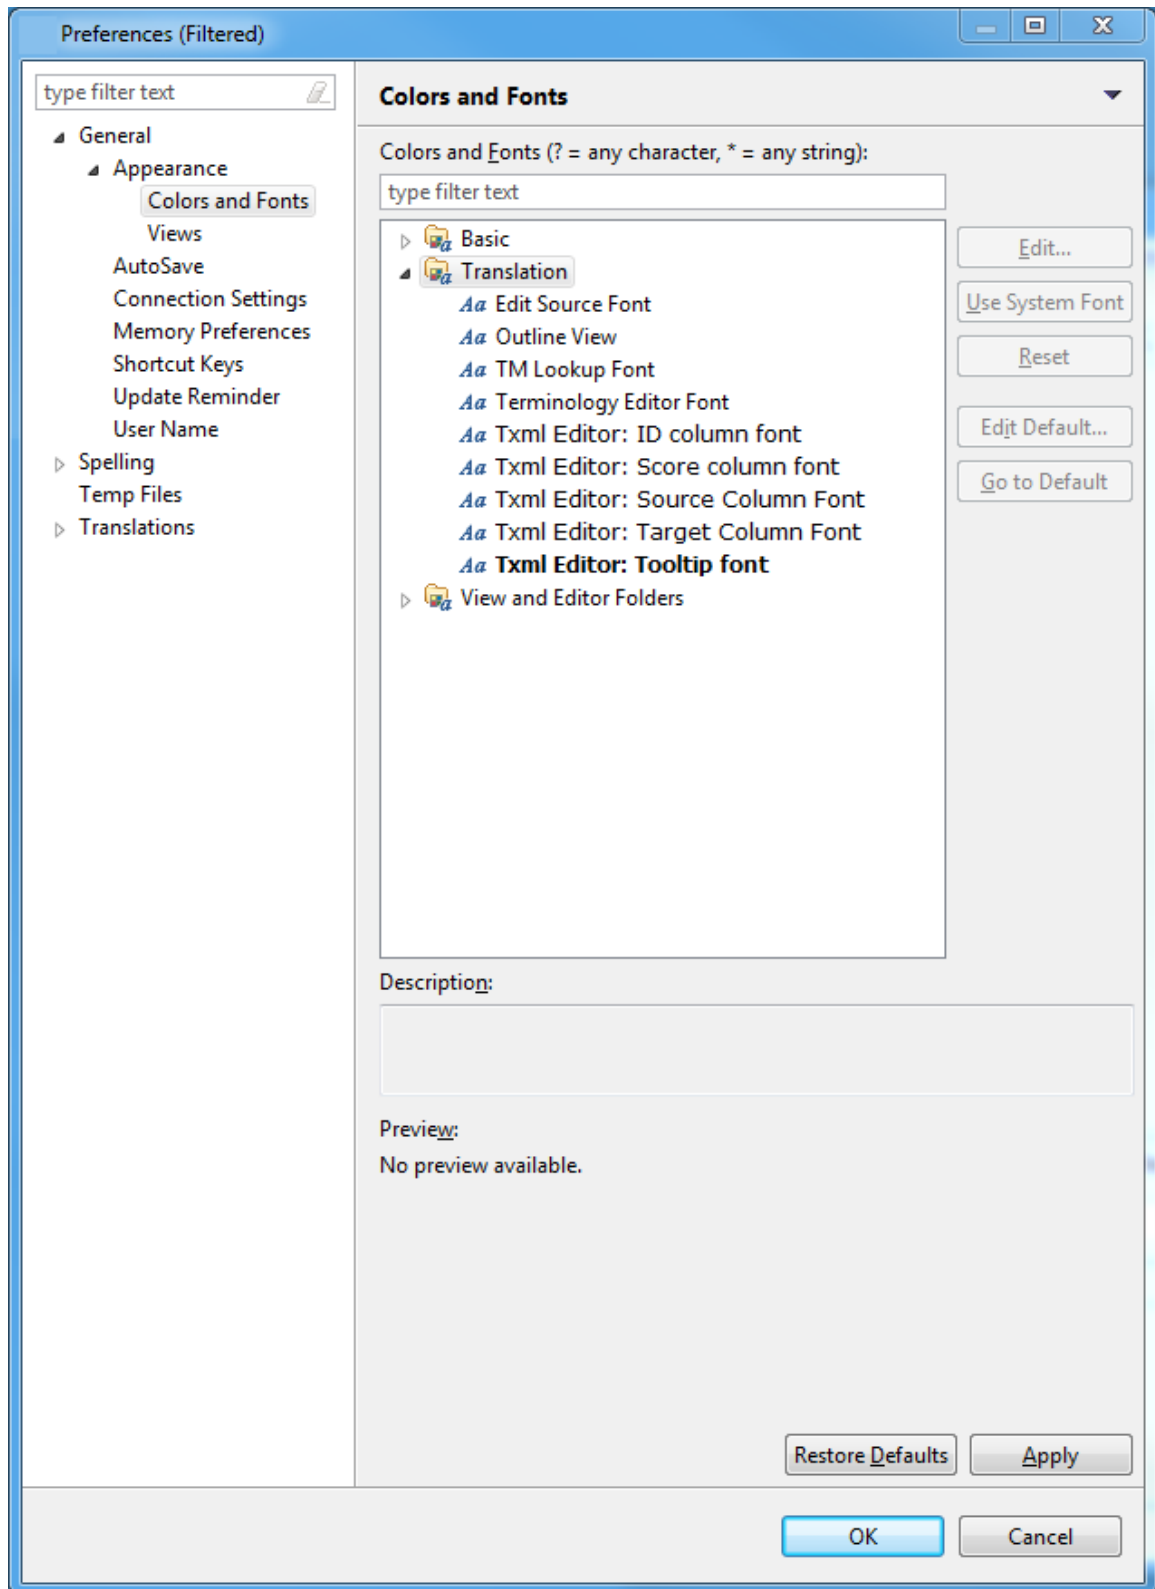 Preferences (Filtered)
type filter text
General
Appearance
Colors and Fonts
Views
AutoSave
Connection Settings
Memory Preferences
Shortcut Keys
Update Reminder
User Name
Spelling
Temp Files
Translations
Colors and Fonts
Colors and Fonts (? = any character, * = any string):
type filter text
Basic
Translation
Aa Edit Source Font
Aa Outline View
Aa TM Lookup Font
Aa Terminology Editor Font
Aa Txml Editor: ID column font
Aa Txml Editor: Score column font
Aa Txml Editor: Source Column Font
Aa Txml Editor: Target Column Font
Aa Txml Editor: Tooltip font
View and Editor Folders
Edit...
Use System Font
Reset
Edit Default...
Go to Default
Description:
Preview:
No preview available.
Restore Defaults
Apply
OK
Cancel